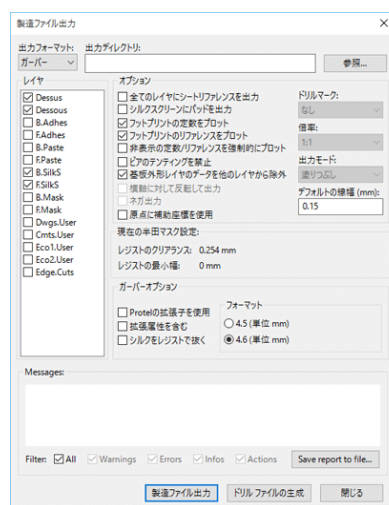 製造ファイル出力
出力フォーマット: 出力ディレクトリ:
ガーバー 参照...
レイヤ
Dessus
Dessous
B.Adhes
F.Adhes
B.Paste
F.Paste
B.SilkS
F.SilkS
B.Mask
F.Mask
Dwgs.User
Cmts.User
Eco1.User
Eco2.User
Edge.Cuts
オプション
全てのレイヤにシートリファレンスを出力
シルクスクリーンにパッドを出力
フットプリントの定数をプロット
フットプリントのリファレンスをプロット
非表示の定数/リファレンスを強制的にプロット
ビアのテンティングを禁止
基板外形レイヤのデータを他のレイヤから除外
横軸に対して反転して出力
ネガ出力
原点に補助座標を使用
ドリルマーク:
なし
倍率:
1:1
出力モード:
塗りつぶし
デフォルトの線幅 (mm):
0.15
現在の半田マスク設定:
レジストのクリアランス: 0.254 mm
レジストの最小幅: 0 mm
ガーバーオプション
Protelの拡張子を使用
拡張属性を含む
シルクをレジストで抜く
フォーマット
4.5 (単位 mm)
4.6 (単位 mm)
Messages:
Filter: All Warnings Errors Infos Actions Save report to file...
製造ファイル出力 ドリル ファイルの生成 閉じる